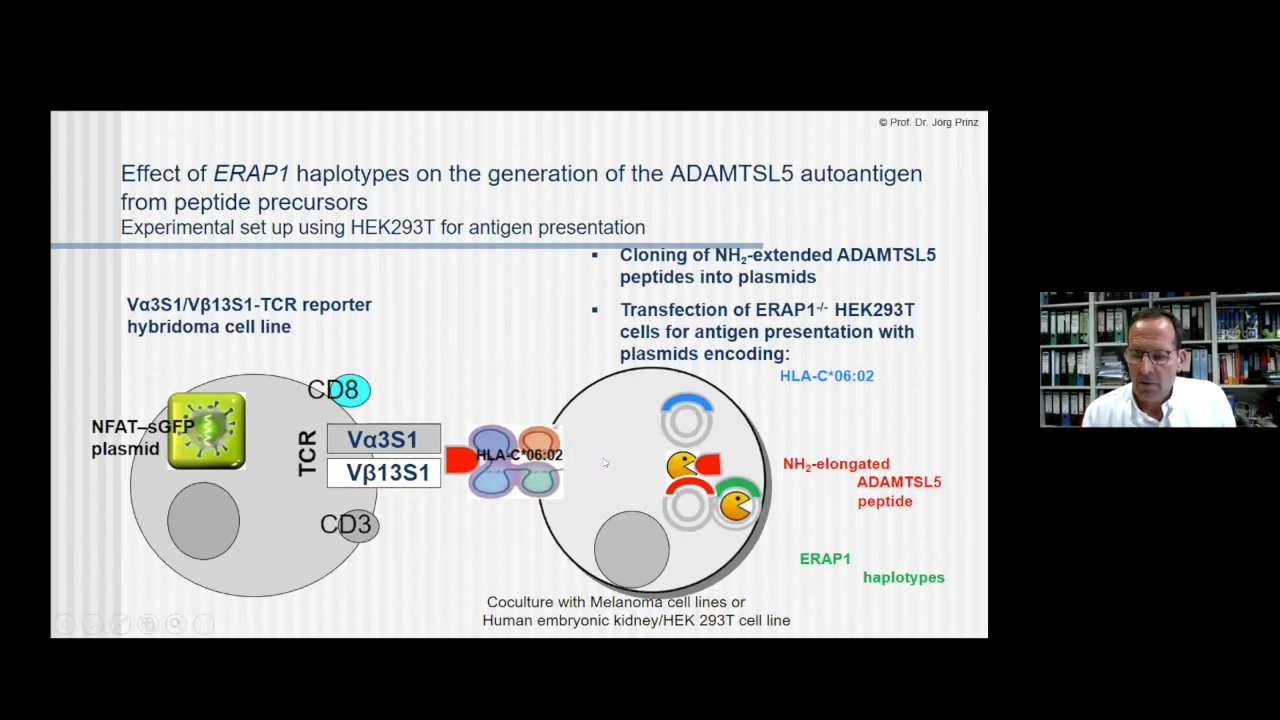 © Prof. Dr. Jörg Prinz
Effect of ERAP1 haplotypes on the generation of the ADAMTSL5 autoantigen
from peptide precursors
Experimental set up using HEK293T for antigen presentation
▪ Cloning of NH₂-extended ADAMTSL5
peptides into plasmids
▪ Transfection of ERAP1⁻/⁻ HEK293T
cells for antigen presentation with
plasmids encoding:
HLA-C*06:02
NH₂-elongated
ADAMTSL5
peptide
ERAP1
haplotypes
Vα3S1/Vβ13S1-TCR reporter
hybridoma cell line
CD8
NFAT–sGFP
plasmid
TCR
Vα3S1
Vβ13S1
HLA-C*06:02
CD3
Coculture with Melanoma cell lines or
Human embryonic kidney/HEK 293T cell line